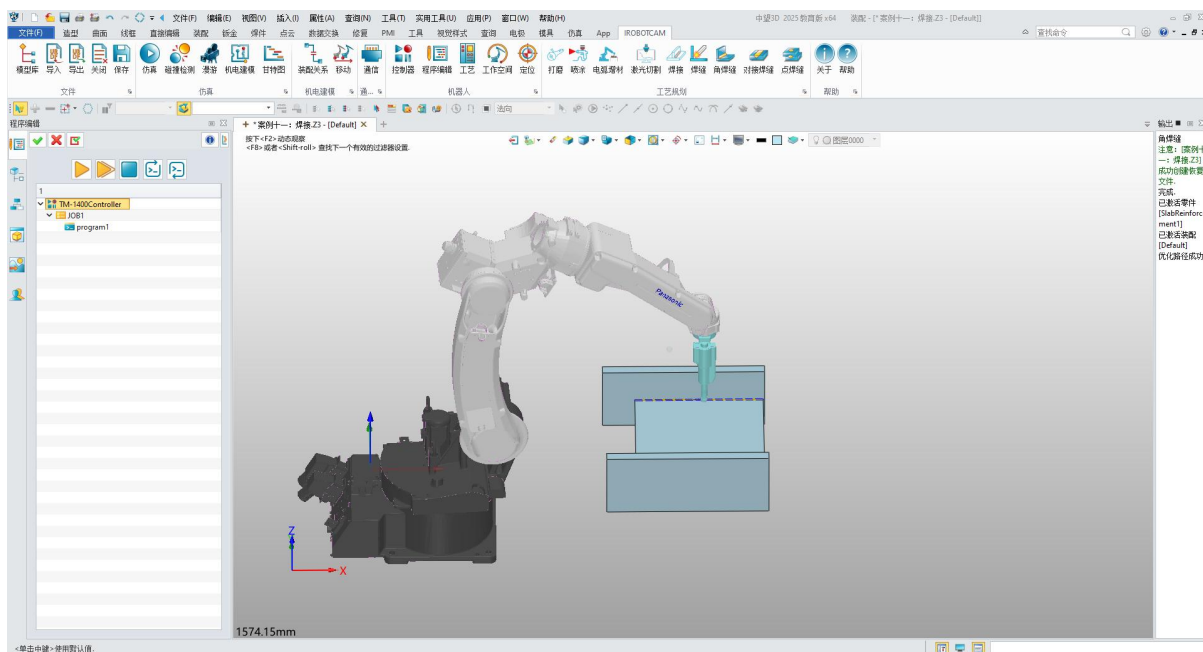 文件(F) 编辑(E) 视图(V) 插入(I) 属性(A) 查询(N) 工具(T) 实用工具(U) 应用(P) 窗口(W) 帮助(H)
中望3D 2025 数筒版 x64 装配 - [* 案例十一：焊接.Z3 - [Default]]
文件(F) 造型 曲面 线框 直接编辑 装配 钣金 焊件 点云 数据交换 修复 PMI 工具 视觉样式 查询 电极 模具 仿真 App IROBOTCAM
查找命令
模型库 导入 导出 关闭 保存 仿真 碰撞检测 漫游 机电建模 甘特图 装配关系 移动 通信 控制器 程序编辑 工艺 工作空间 定位 打磨 喷涂 电弧增材 激光切割 焊接 焊缝 角焊缝 对接焊缝 点焊缝 关于 帮助
文件 仿真 机电建模 通... 机器人 工艺规划 帮助
选向
程序编辑
* 案例十一：焊接.Z3 - [Default]
输出
按下<F2>动态观察
<F8>或者<Shift-roll> 查找下一个有效的过滤器设置.
图层0000
1
TM-1400Controller
JOB1
program1
Panasonic
Z
X
1574.15mm
角焊缝
注意：[案例十
一：焊接.Z3]
成功创建恢复
文件.
完成.
已激活零件
[SlabReinforce
ment1]
已激活装配
[Default]
优化路径成功
<单击中键>使用默认值.